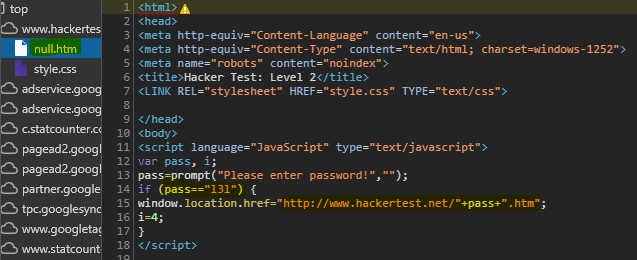 top
www.hackertest
null.htm
style.css
adservice.goog
adservice.goog
c.statcounter.co
pagead2.googl
pagead2.googl
partner.google
tpc.googlesync
www.googletag
www.statcounte
1 <html>
2 <head>
3 <meta http-equiv="Content-Language" content="en-us">
4 <meta http-equiv="Content-Type" content="text/html; charset=windows-1252">
5 <meta name="robots" content="noindex">
6 <title>Hacker Test: Level 2</title>
7 <LINK REL="stylesheet" HREF="style.css" TYPE="text/css">
8
9 </head>
10 <body>
11 <script language="JavaScript" type="text/javascript">
12 var pass, i;
13 pass=prompt("Please enter password!","");
14 if (pass=="l3l") {
15 window.location.href="http://www.hackertest.net/"+pass+".htm";
16 i=4;
17 }
18 </script>